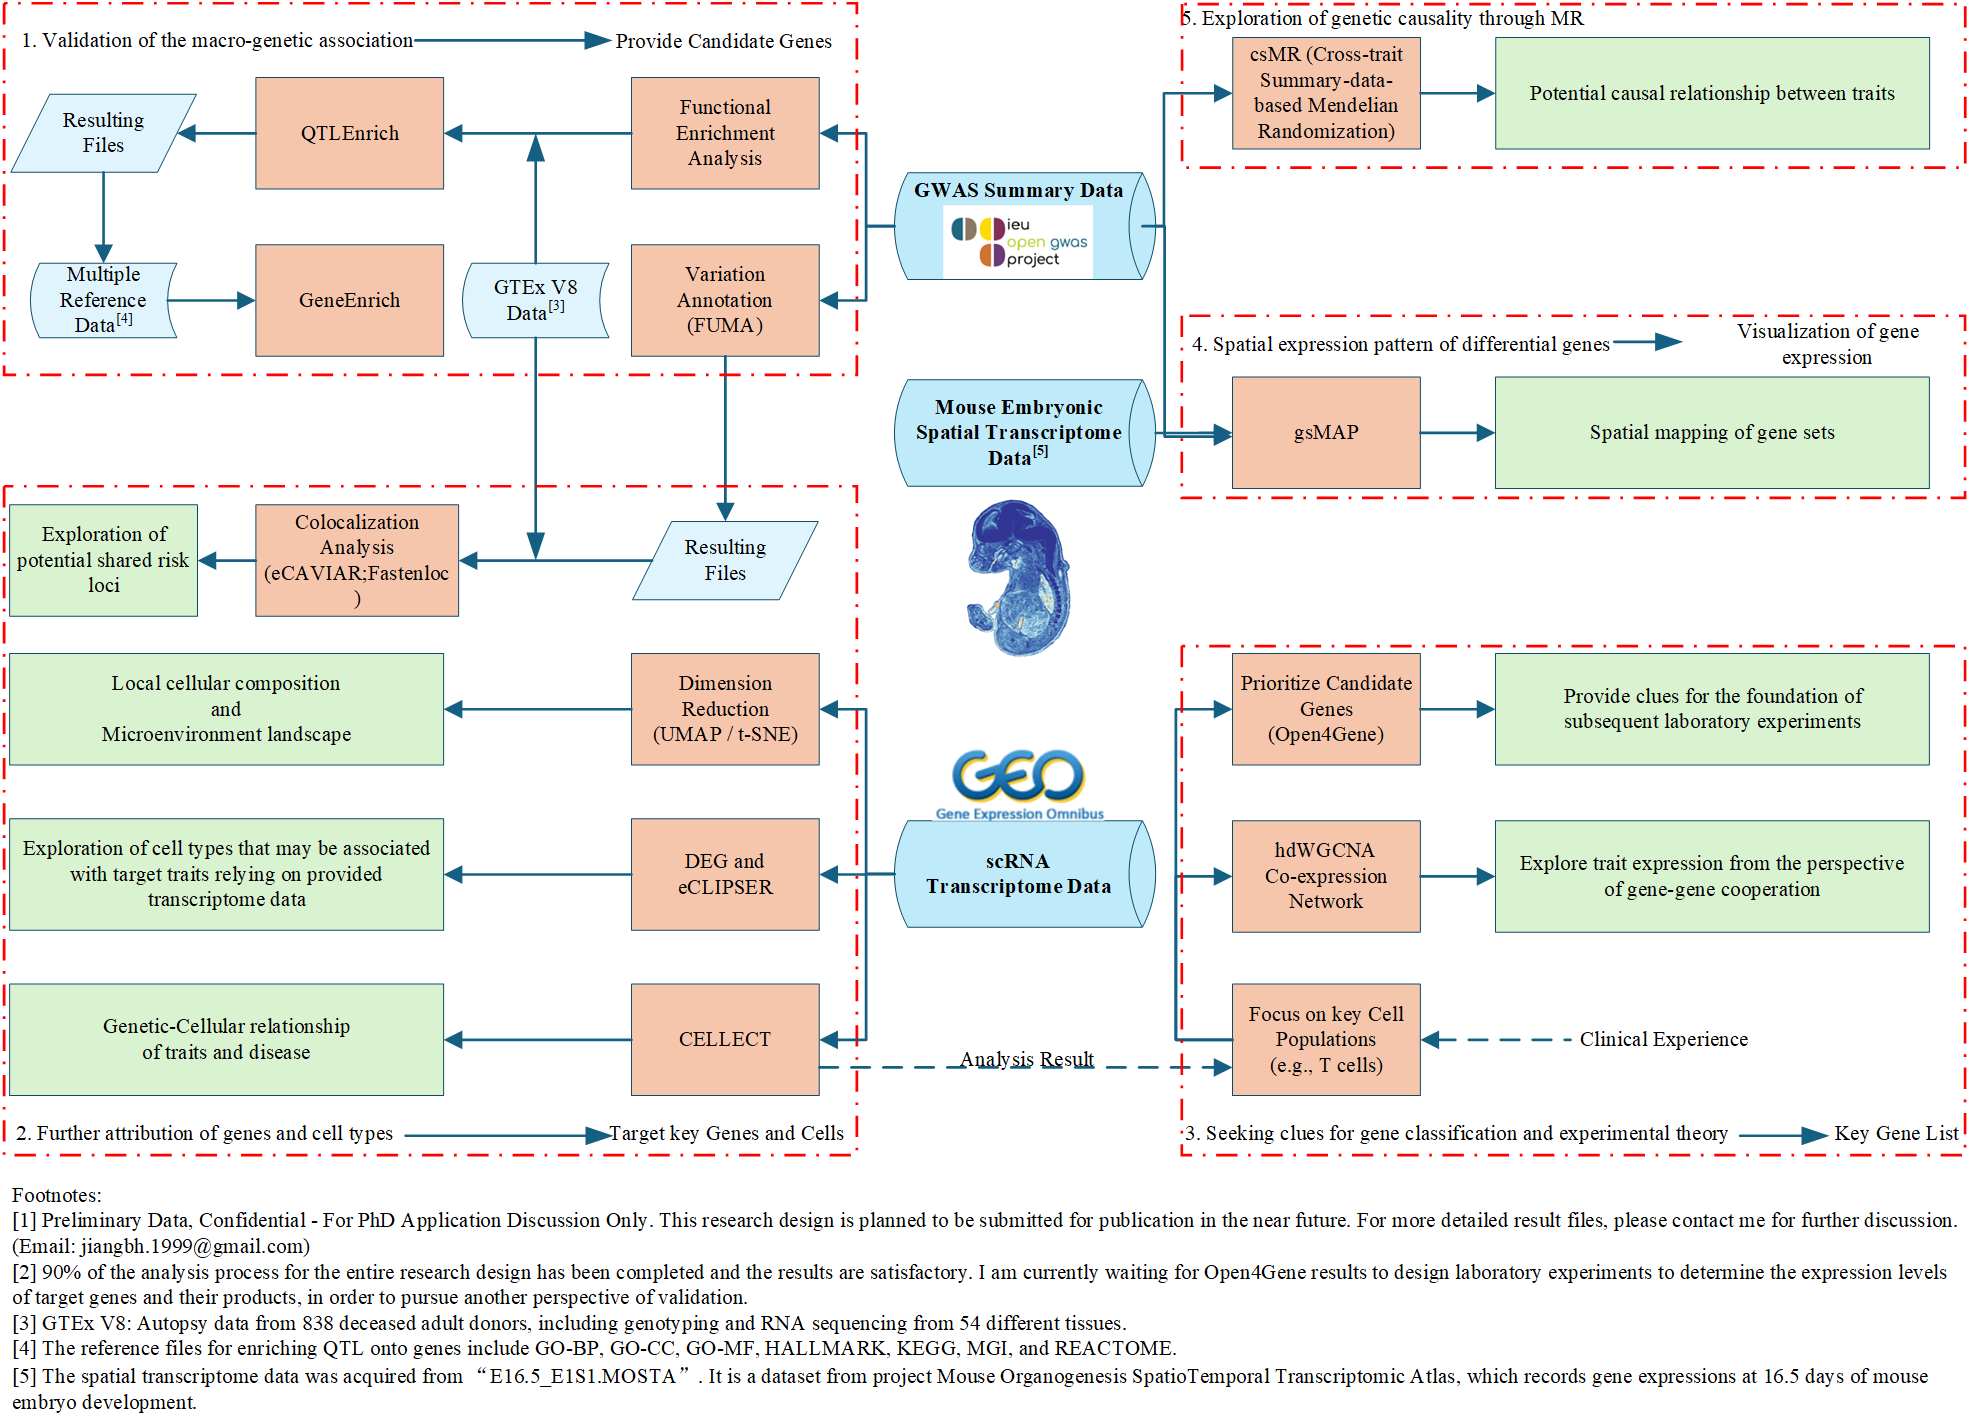 1. Validation of the macro-genetic association
Provide Candidate Genes
Resulting
Files
QTLEnrich
Functional
Enrichment
Analysis
Multiple
Reference
Data[4]
GeneEnrich
GTEx V8
Data[3]
Variation
Annotation
(FUMA)
GWAS Summary Data
ieu
open gwas
project
5. Exploration of genetic causality through MR
csMR (Cross-trait
Summary-data-
based Mendelian
Randomization)
Potential causal relationship between traits
4. Spatial expression pattern of differential genes
Visualization of gene
expression
Mouse Embryonic
Spatial Transcriptome
Data[5]
gsMAP
Spatial mapping of gene sets
Exploration of
potential shared risk
loci
Colocalization
Analysis
(eCAVIAR;Fastenloc
)
Resulting
Files
Local cellular composition
and
Microenvironment landscape
Dimension
Reduction
(UMAP / t-SNE)
Exploration of cell types that may be associated
with target traits relying on provided
transcriptome data
DEG and
eCLIPSER
Genetic-Cellular relationship
of traits and disease
CELLECT
2. Further attribution of genes and cell types
Target key Genes and Cells
GEO
Gene Expression Omnibus
scRNA
Transcriptome Data
Analysis Result
Prioritize Candidate
Genes
(Open4Gene)
Provide clues for the foundation of
subsequent laboratory experiments
hdWGCNA
Co-expression
Network
Explore trait expression from the perspective
of gene-gene cooperation
Focus on key Cell
Populations
(e.g., T cells)
Clinical Experience
3. Seeking clues for gene classification and experimental theory
Key Gene List
Footnotes:
[1] Preliminary Data, Confidential - For PhD Application Discussion Only. This research design is planned to be submitted for publication in the near future. For more detailed result files, please contact me for further discussion.
(Email: jiangbh.1999@gmail.com)
[2] 90% of the analysis process for the entire research design has been completed and the results are satisfactory. I am currently waiting for Open4Gene results to design laboratory experiments to determine the expression levels
of target genes and their products, in order to pursue another perspective of validation.
[3] GTEx V8: Autopsy data from 838 deceased adult donors, including genotyping and RNA sequencing from 54 different tissues.
[4] The reference files for enriching QTL onto genes include GO-BP, GO-CC, GO-MF, HALLMARK, KEGG, MGI, and REACTOME.
[5] The spatial transcriptome data was acquired from “E16.5_E1S1.MOSTA”. It is a dataset from project Mouse Organogenesis SpatioTemporal Transcriptomic Atlas, which records gene expressions at 16.5 days of mouse
embryo development.